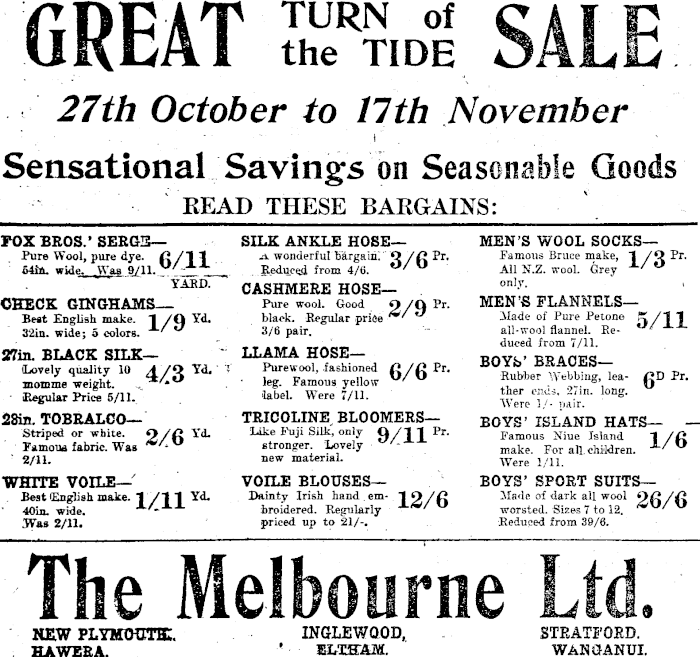 GREAT TURN of the TIDE SALE
27th October to 17th November
Sensational Savings on Seasonable Goods
READ THESE BARGAINS:
FOX BROS.' SERGE—
Pure Wool, pure dye.
54in. wide. Was 9/11. 6/11
YARD.
CHECK GINGHAMS—
Best English make.
32in. wide; 5 colors. 1/9 Yd.
27in. BLACK SILK—
Lovely quality 10
momme weight. 4/3 Yd.
Regular Price 5/11.
28in. TOBRALCO—
Striped or white.
Famous fabric. Was 2/6 Yd.
2/11.
WHITE VOILE—
Best English make.
40in. wide. 1/11 Yd.
Was 2/11.
SILK ANKLE HOSE—
A wonderful bargain.
Reduced from 4/6. 3/6 Pr.
CASHMERE HOSE—
Pure wool. Good
black. Regular price 2/9 Pr.
3/6 pair.
LLAMA HOSE—
Purewool, fashioned
leg. Famous yellow 6/6 Pr.
label. Were 7/11.
TRICOLINE BLOOMERS—
Like Fuji Silk, only
stronger. Lovely 9/11 Pr.
new material.
VOILE BLOUSES—
Dainty Irish hand em-
broidered. Regularly 12/6
priced up to 21/-.
MEN'S WOOL SOCKS—
Famous Bruce make,
All N.Z. wool. Grey 1/3 Pr.
only.
MEN'S FLANNELS—
Made of Pure Petone
all-wool flannel. Re- 5/11
duced from 7/11.
BOYS' BRACES—
Rubber Webbing, lea-
ther ends, 27in. long. 6D Pr.
Were 1/- pair.
BOYS' ISLAND HATS—
Famous Niue Island
make. For all children. 1/6
Were 1/11.
BOYS' SPORT SUITS—
Made of dark all wool
worsted. Sizes 7 to 12. 26/6
Reduced from 39/6.
The Melbourne Ltd.
NEW PLYMOUTH. INGLEWOOD, STRATFORD.
HAWERA. ELTHAM. WANGANUI.